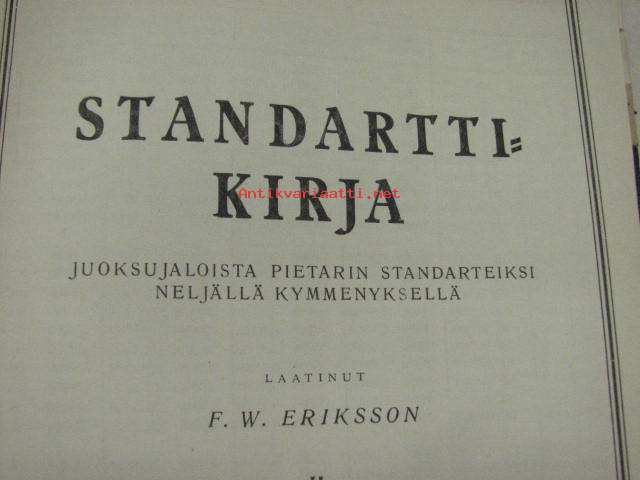 STANDARTTI=
Antikvariaatti.net
KIRJA
JUOKSUJALOISTA PIETARIN STANDARTEIKSI
NELJÄLLÄ KYMMENYKSELLÄ
LAATINUT
F. W. ERIKSSON